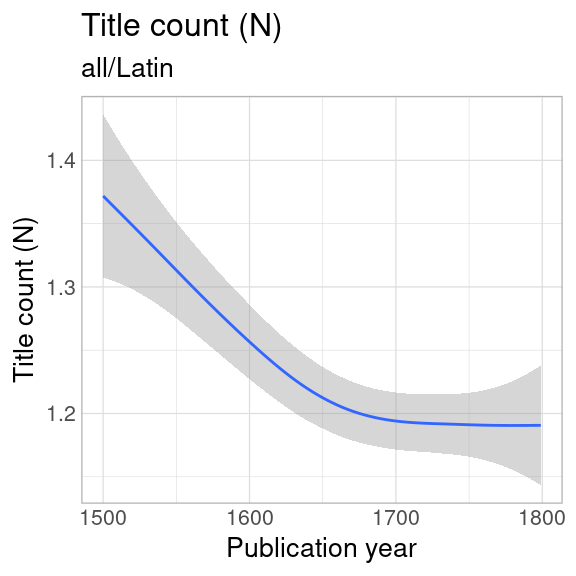 Title count (N)
all/Latin
Title count (N)
1.4
1.3
1.2
1500 1600 1700 1800
Publication year